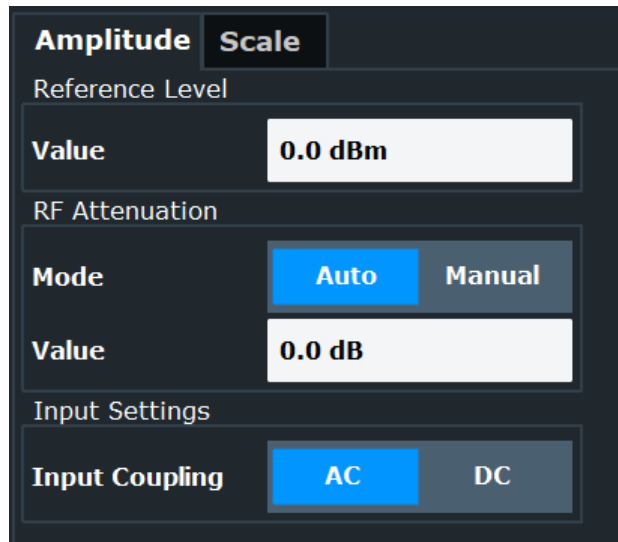 Amplitude Scale
Reference Level
Value 0.0 dBm
RF Attenuation
Mode Auto Manual
Value 0.0 dB
Input Settings
Input Coupling AC DC